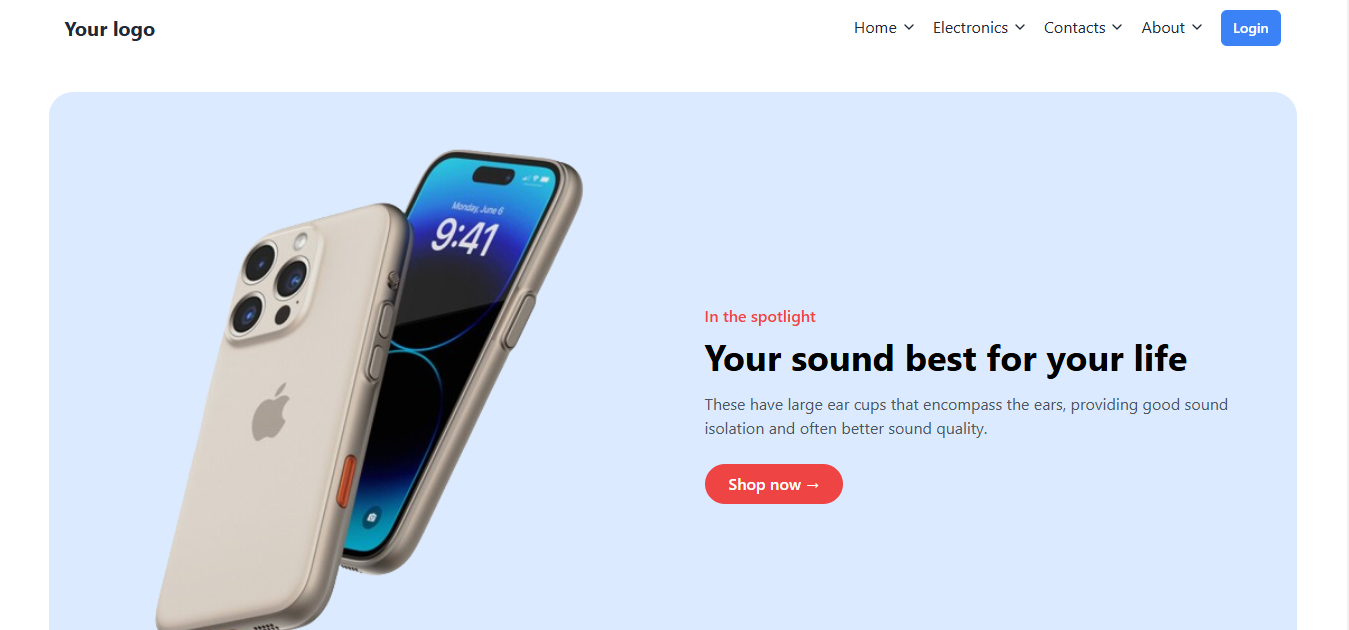 Your logo
Home
Electronics
Contacts
About
Login
Monday, June 6
9:41
In the spotlight
Your sound best for your life
These have large ear cups that encompass the ears, providing good sound
isolation and often better sound quality.
Shop now →